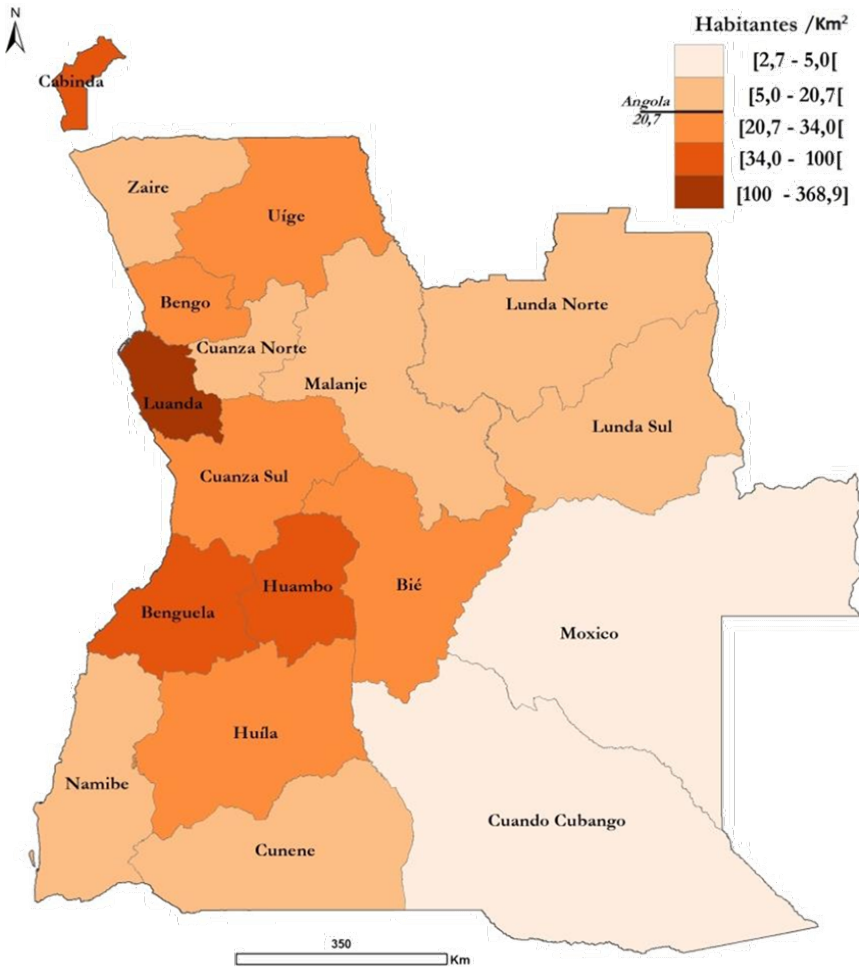 N
Habitantes /Km²
[2,7 - 5,0[
[5,0 - 20,7[
Angola
20,7
[20,7 - 34,0[
[34,0 - 100[
[100 - 368,9]
Cabinda
Zaire
Uíge
Bengo
Lunda Norte
Cuanza Norte
Malanje
Luanda
Lunda Sul
Cuanza Sul
Huambo
Bié
Benguela
Moxico
Huíla
Namibe
Cuando Cubango
Cunene
350
Km